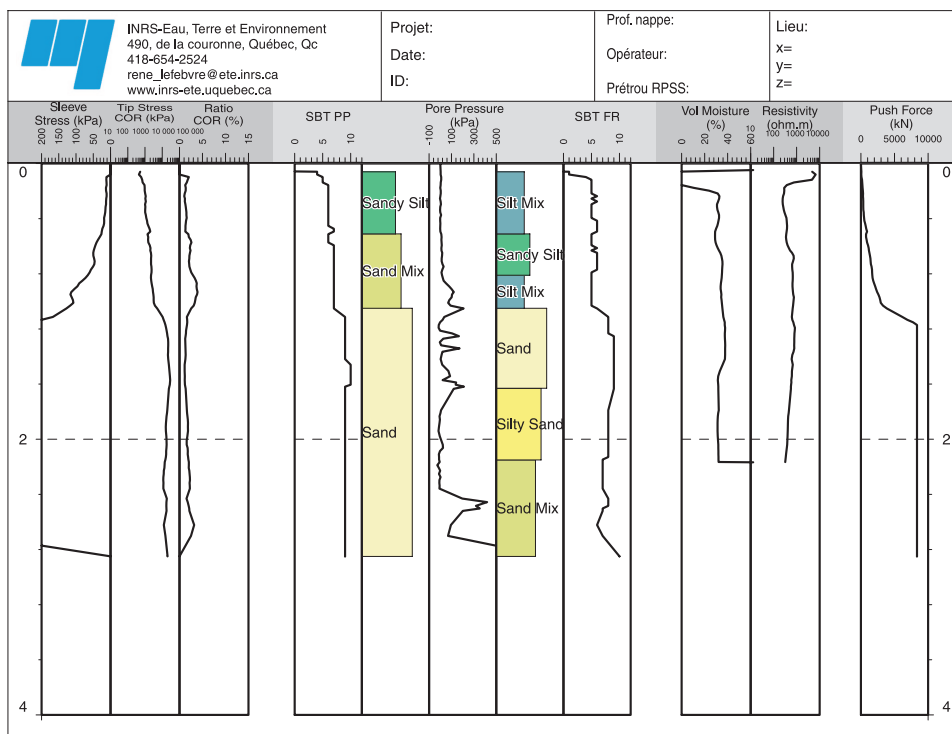 INRS-Eau, Terre et Environnement
490, de la couronne, Québec, Qc
418-654-2524
rene_lefebvre@ete.inrs.ca
www.inrs-ete.uquebec.ca
Projet:
Date:
ID:
Prof. nappe:
Opérateur:
Prétrou RPSS:
Lieu:
x=
y=
z=
Sleeve
Stress (kPa)
200 150 100 50 0
Tip Stress
COR (kPa)
10 100 1000 10 000 100 000
Ratio
COR (%)
0 5 10 15
SBT PP
0 5 10
Pore Pressure
(kPa)
-100 100 300 500
SBT FR
0 5 10
Vol Moisture
(%)
0 20 40 60
Resistivity
(ohm.m)
10 100 1000 10000
Push Force
(kN)
0 5000 10000
0 0
Sandy Silt
Silt Mix
Sand Mix
Sandy Silt
Silt Mix
Sand
Silty Sand
Sand
2 2
Sand Mix
4 4